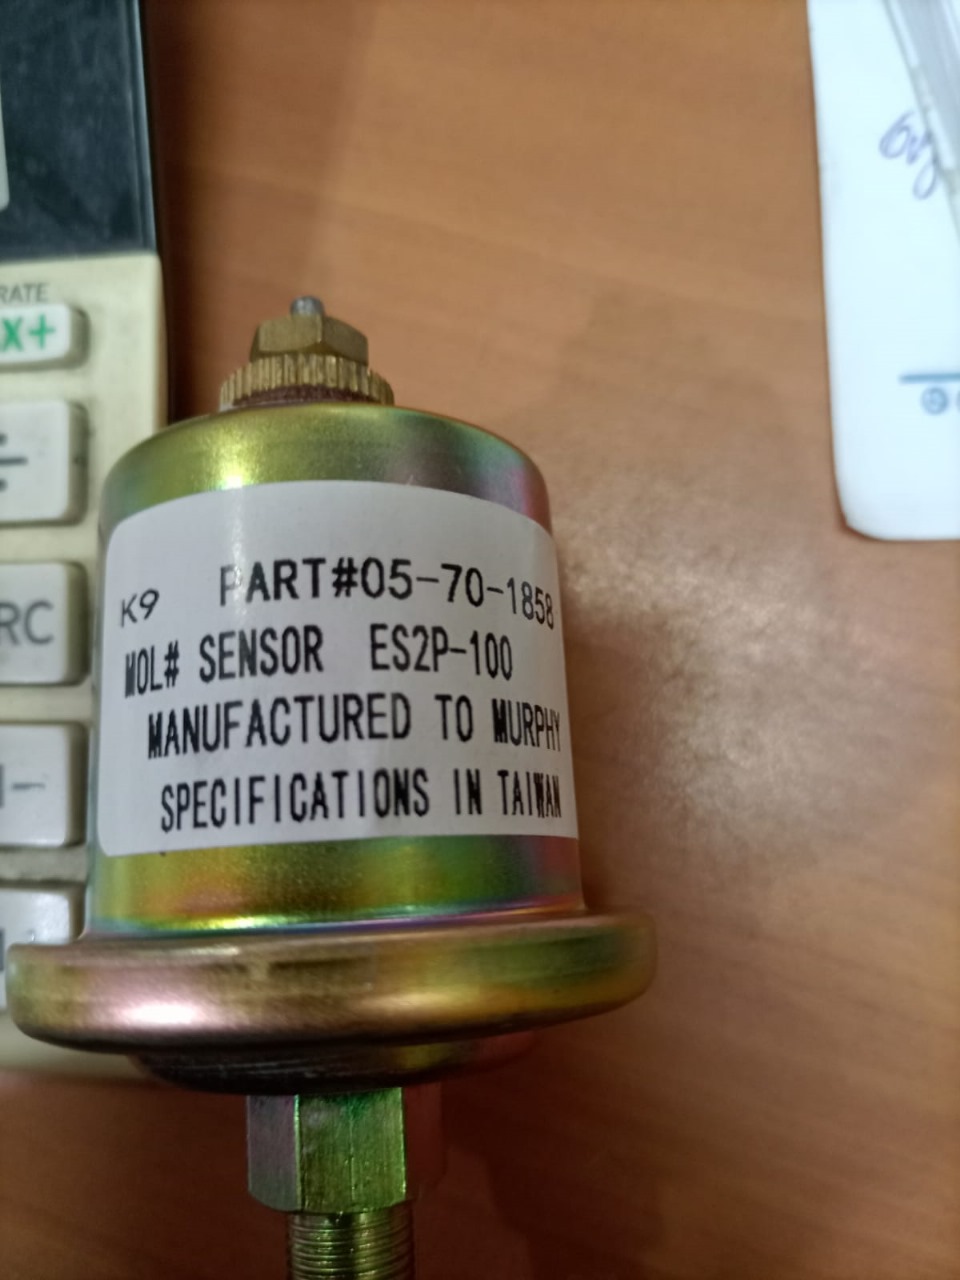 RATE
X+
÷
RC
K9 PART#05-70-1858
MOL# SENSOR ES2P-100
MANUFACTURED TO MURPHY
SPECIFICATIONS IN TAIWAN